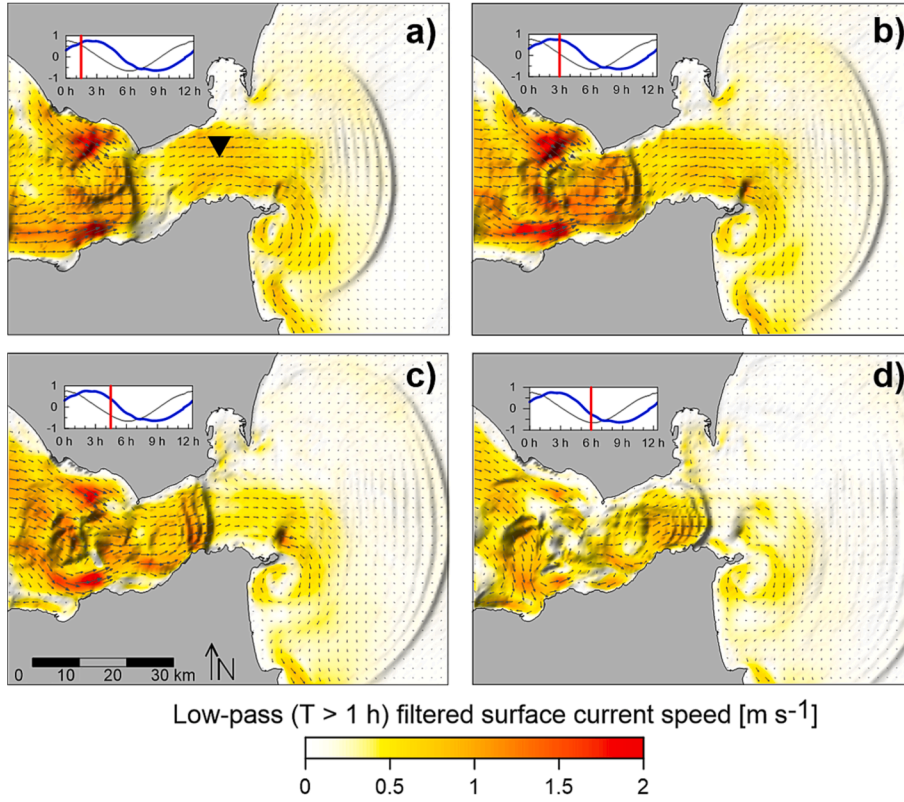 a)
1
0
-1
0 h 3 h 6 h 9 h 12 h
b)
1
0
-1
0 h 3 h 6 h 9 h 12 h
c)
1
0
-1
0 h 3 h 6 h 9 h 12 h
0 10 20 30 km
N
d)
1
0
-1
0 h 3 h 6 h 9 h 12 h
Low-pass (T > 1 h) filtered surface current speed [m s⁻¹]
0 0.5 1 1.5 2